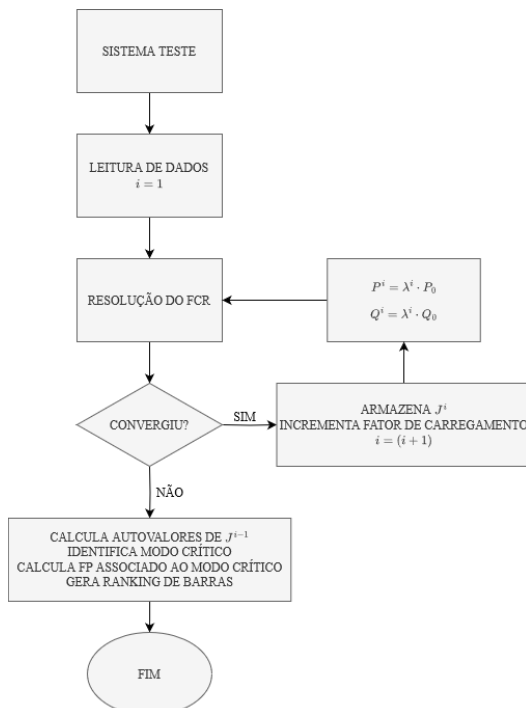 SISTEMA TESTE
LEITURA DE DADOS
i = 1
RESOLUÇÃO DO FCR
P^i = λ^i · P_0
Q^i = λ^i · Q_0
CONVERGIU?
SIM
ARMAZENA J^i
INCREMENTA FATOR DE CARREGAMENTO
i = (i + 1)
NÃO
CALCULA AUTOVALORES DE J^{i−1}
IDENTIFICA MODO CRÍTICO
CALCULA FP ASSOCIADO AO MODO CRÍTICO
GERA RANKING DE BARRAS
FIM